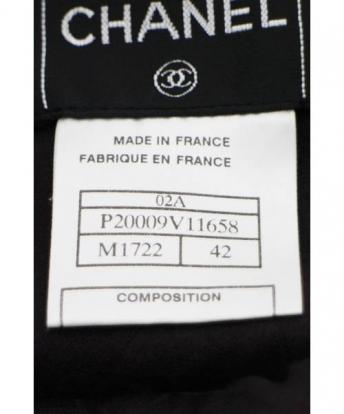 CHANEL
MADE IN FRANCE
FABRIQUE EN FRANCE
02A
P20009V11658
M1722 42
COMPOSITION